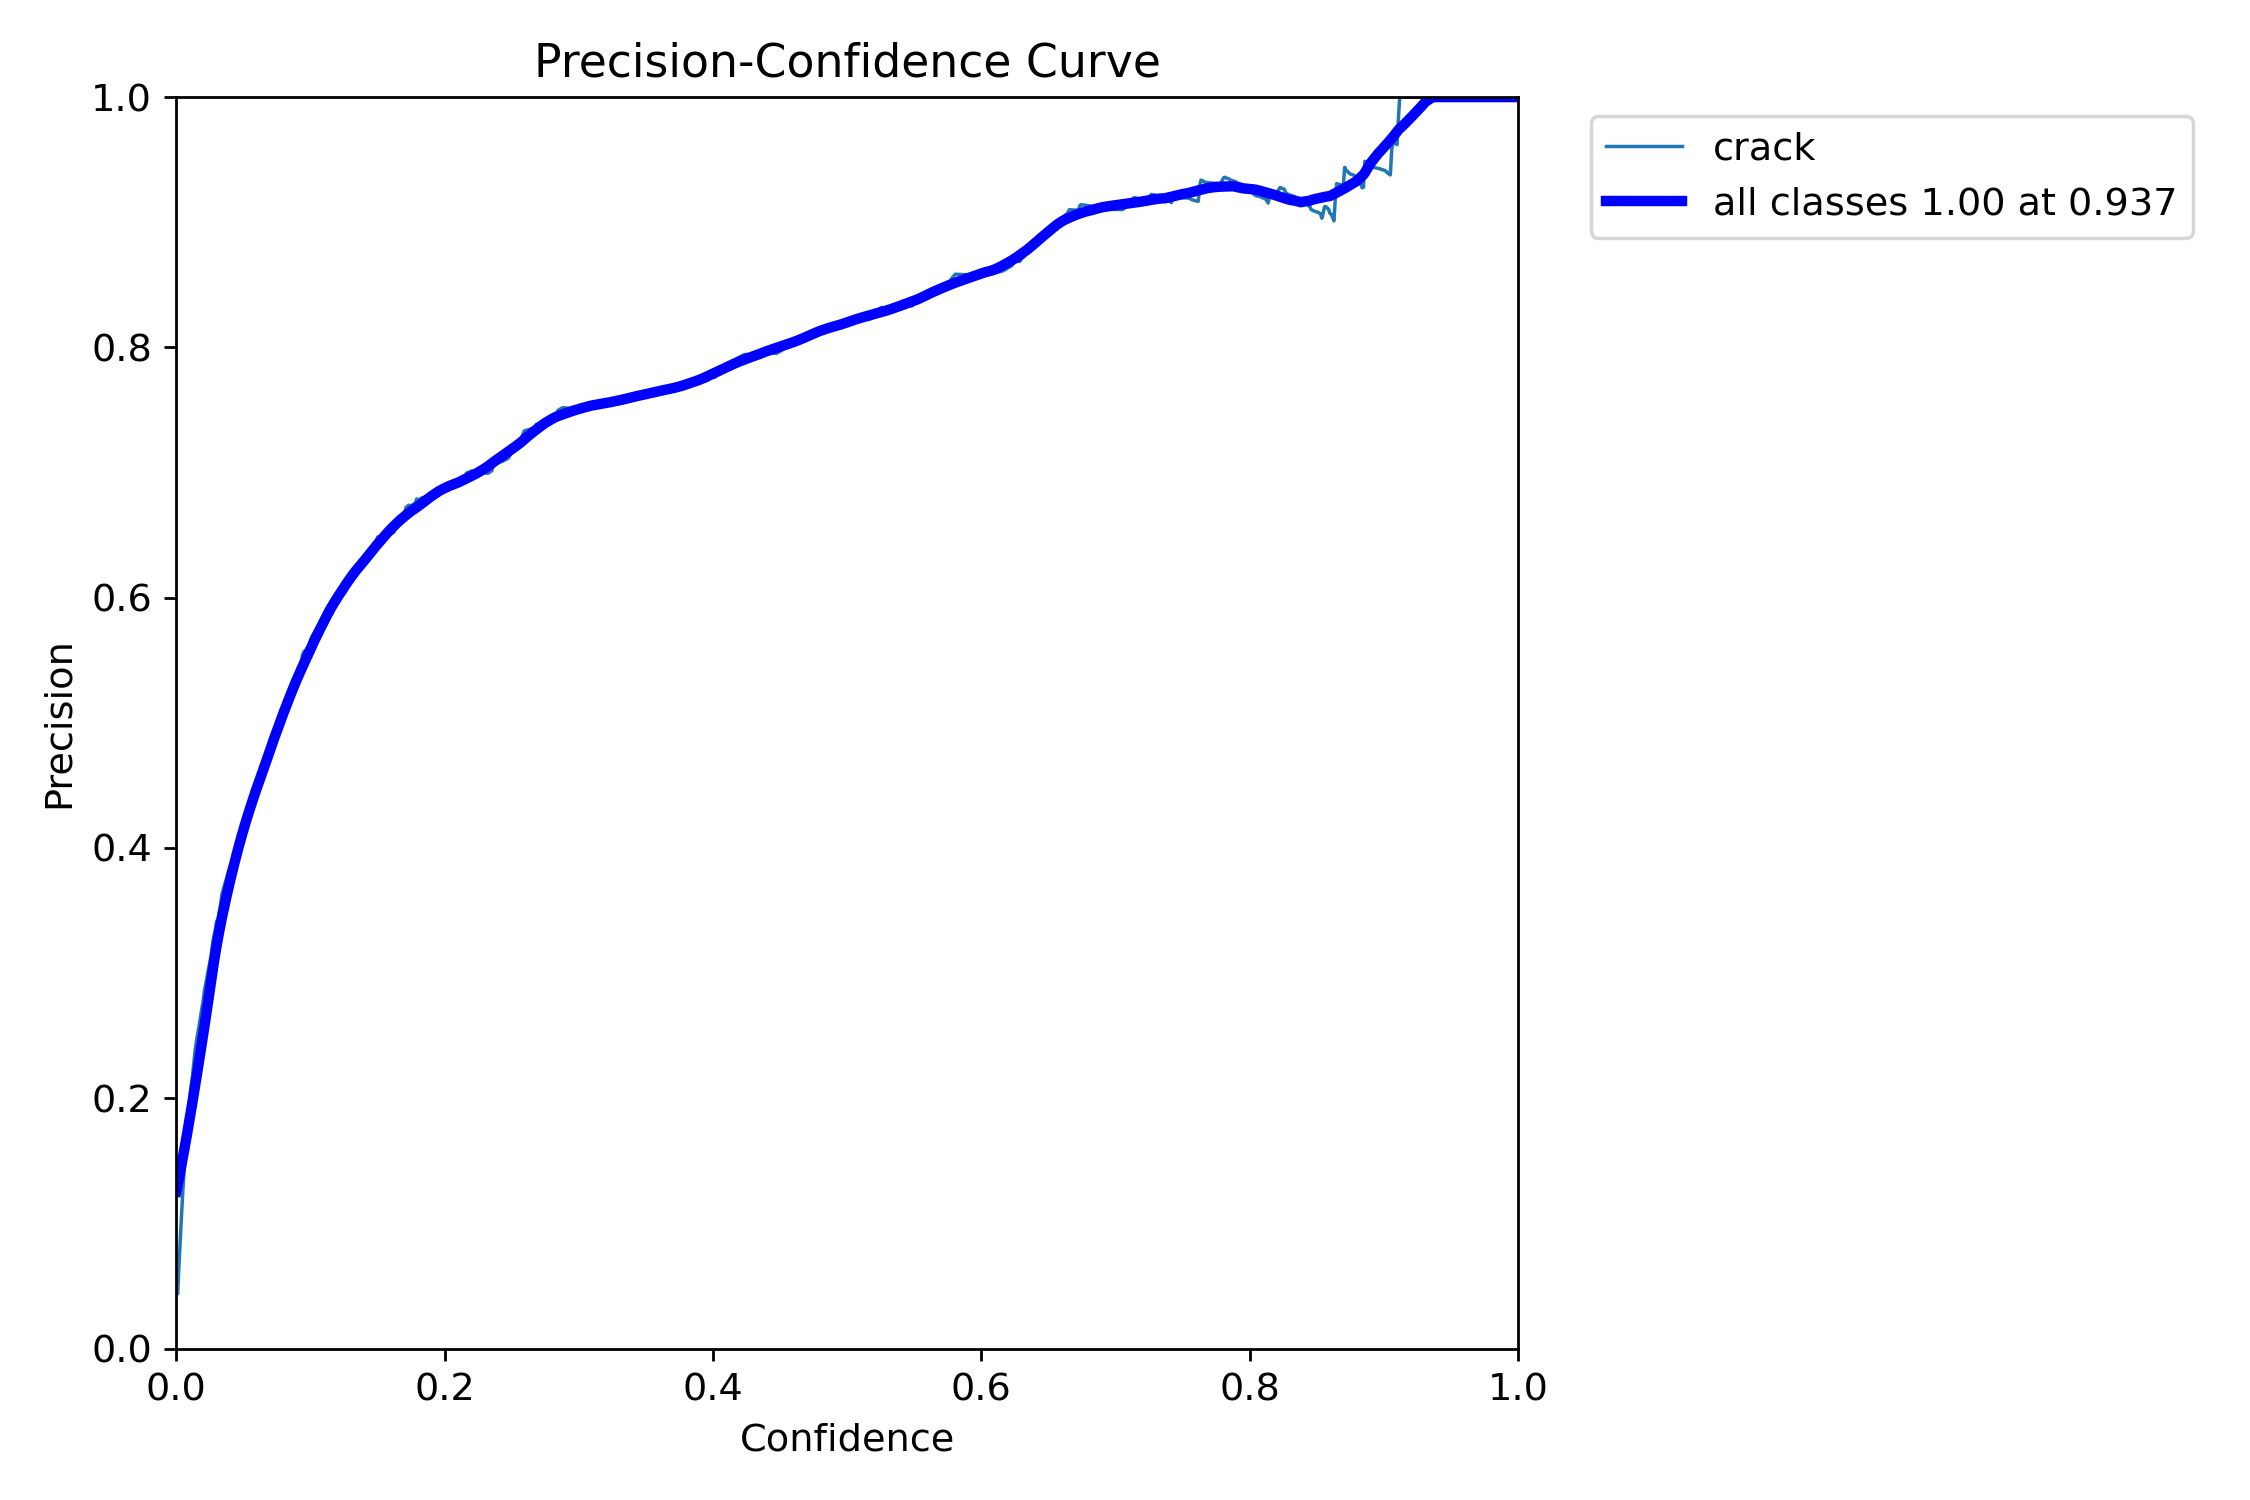 Precision-Confidence Curve
1.0
0.8
0.6
0.4
0.2
0.0
Precision
0.0 0.2 0.4 0.6 0.8 1.0
Confidence
crack
all classes 1.00 at 0.937